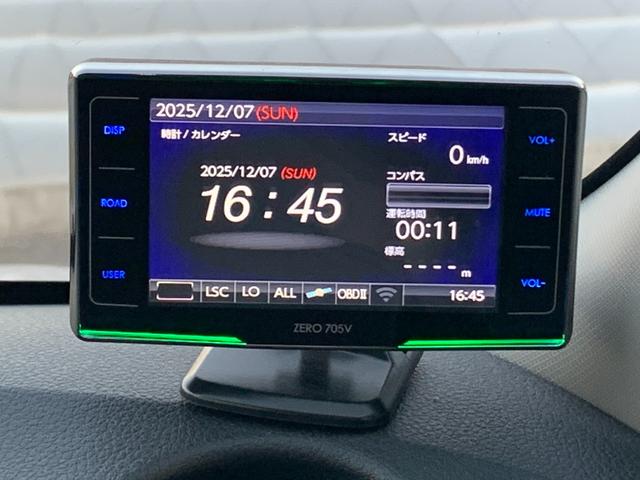 2025/12/07(SUN)
DISP
時計/カレンダー
スピード
VOL+
0 km/h
2025/12/07 (SUN)
コンパス
16:45
ROAD
運転時間
MUTE
00:11
標高
---- m
USER
VOL-
LSC LO ALL OBDII 16:45
ZERO 705V